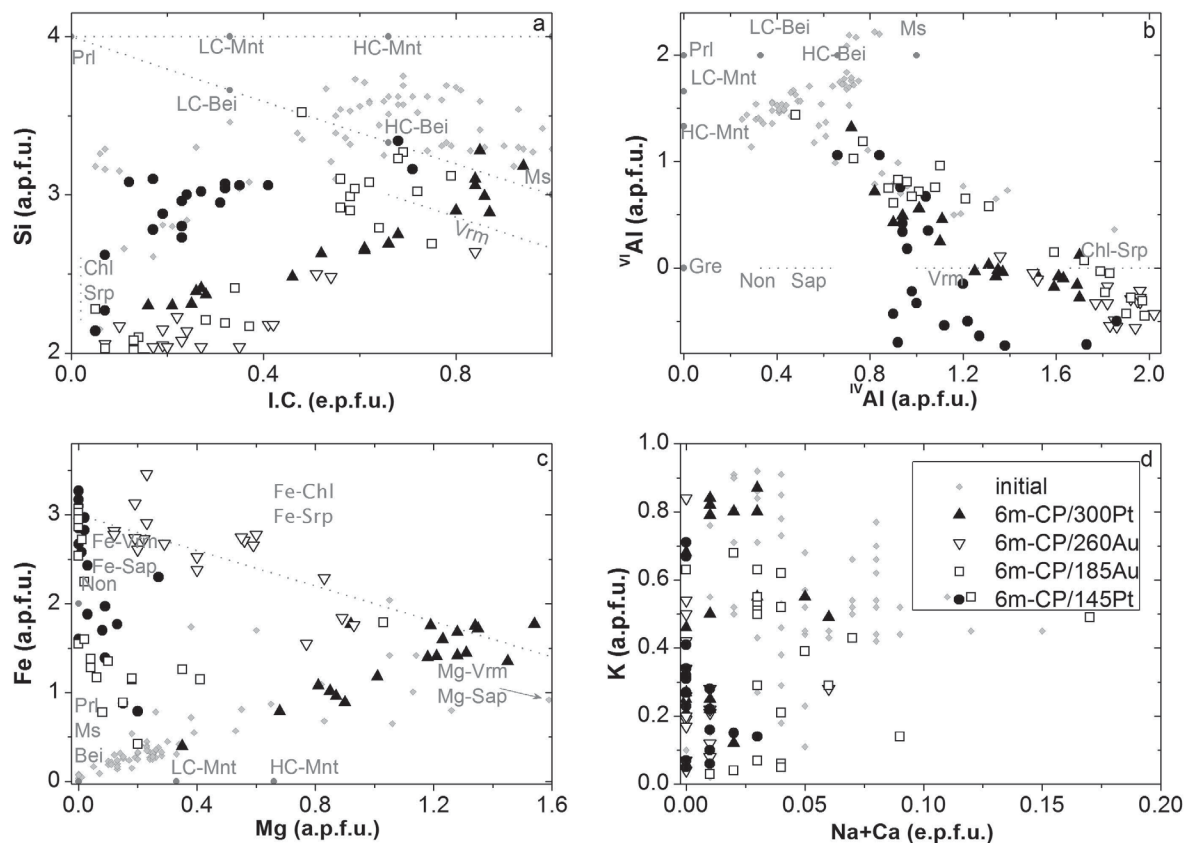 a
4
3
2
Prl
LC-Mnt
HC-Mnt
LC-Bei
HC-Bei
Ms
Vrm
Chl
Srp
Si (a.p.f.u.)
0.0
0.4
0.8
I.C. (e.p.f.u.)
b
2
1
0
-1
LC-Bei
Ms
Prl
HC-Bei
LC-Mnt
HC-Mnt
Gre
Non
Sap
Vrm
Chl-Srp
VIAl (a.p.f.u.)
0.0
0.4
0.8
1.2
1.6
2.0
IVAl (a.p.f.u.)
c
3
2
1
0
Fe-Chl
Fe-Srp
Fe-Vrm
Fe-Sap
Non
Prl
Ms
Bei
LC-Mnt
HC-Mnt
Mg-Vrm
Mg-Sap
Fe (a.p.f.u.)
0.0
0.4
0.8
1.2
1.6
Mg (a.p.f.u.)
d
1.0
0.8
0.6
0.4
0.2
0.0
initial
6m-CP/300Pt
6m-CP/260Au
6m-CP/185Au
6m-CP/145Pt
K (a.p.f.u.)
0.00
0.05
0.10
0.15
0.20
Na+Ca (e.p.f.u.)